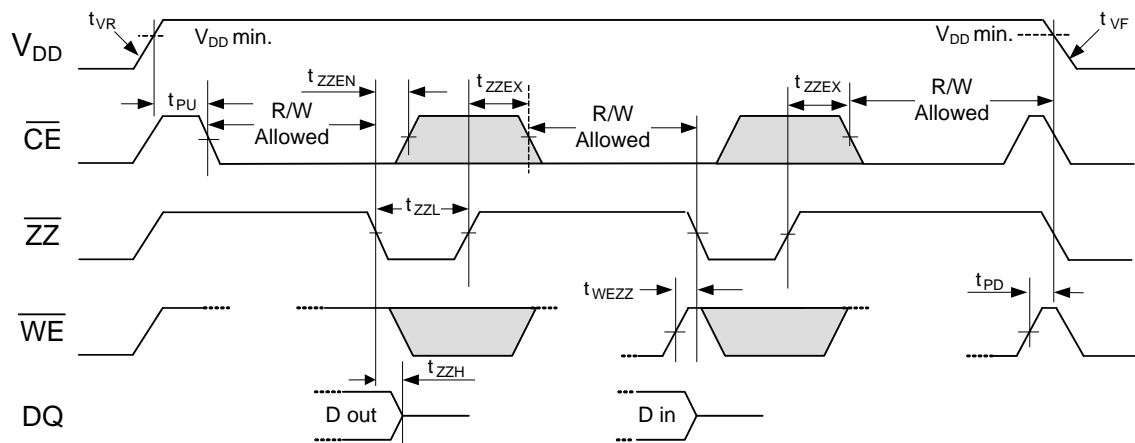 tVR
VDD
VDD min.
VDD min.
tVF
tZZEN
tZZEX
tZZEX
tPU
R/W
Allowed
R/W
Allowed
R/W
Allowed
CE
tZZL
ZZ
tWEZZ
tPD
WE
tZZH
DQ
D out
D in